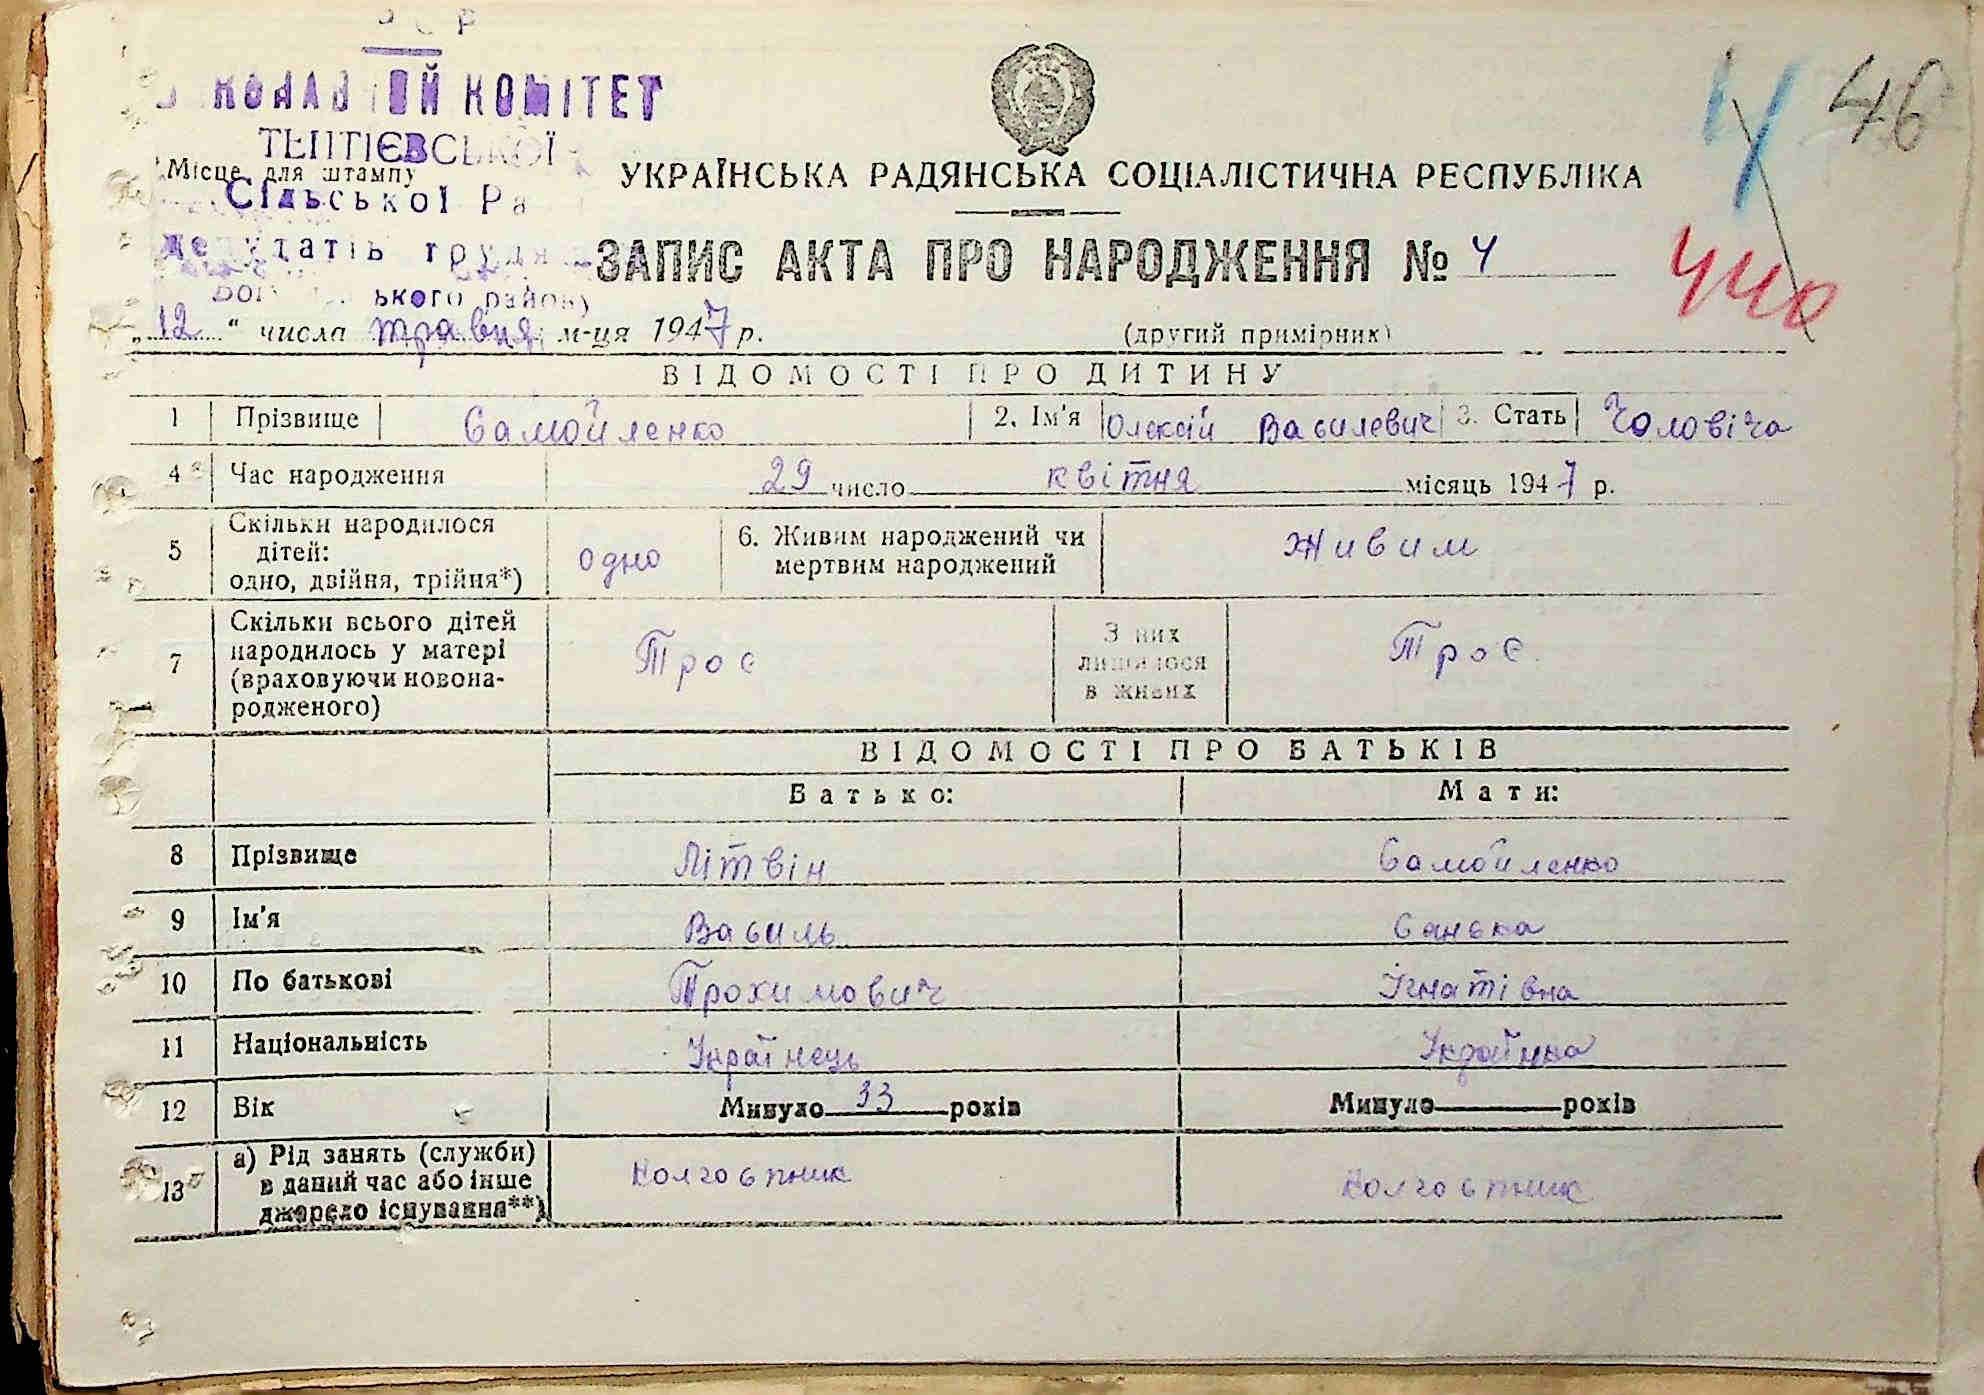 46
КОМІТЕТ
ТЕПТІЄВСЬКОЇ
Місце для штампу
Сільської Ра
УКРАЇНСЬКА РАДЯНСЬКА СОЦІАЛІСТИЧНА РЕСПУБЛІКА
депутатів трудя
ЗАПИС АКТА ПРО НАРОДЖЕННЯ № 4
440
ького району
„12“ числа травня м-ця 1947 р.
(другий примірник)
ВІДОМОСТІ ПРО ДИТИНУ
1 Прізвище Самойленко 2. Ім'я Олексій Василевич 3. Стать Чоловіча
4 Час народження 29 число квітня місяць 1947 р.
5 Скільки народилося дітей: одно, двійня, трійня*) одно 6. Живим народжений чи мертвим народжений живим
7 Скільки всього дітей народилось у матері (враховуючи новонародженого) Троє З них лишилося в живих Троє
ВІДОМОСТІ ПРО БАТЬКІВ
Батько: Мати:
8 Прізвище Літвін Самойленко
9 Ім'я Василь Санька
10 По батькові Трохимович Ігнатівна
11 Національність Українець Українка
12 Вік Минуло 33 років Минуло років
13 а) Рід занять (служби) в даний час або інше джерело існування**) Колгоспник Колгоспник